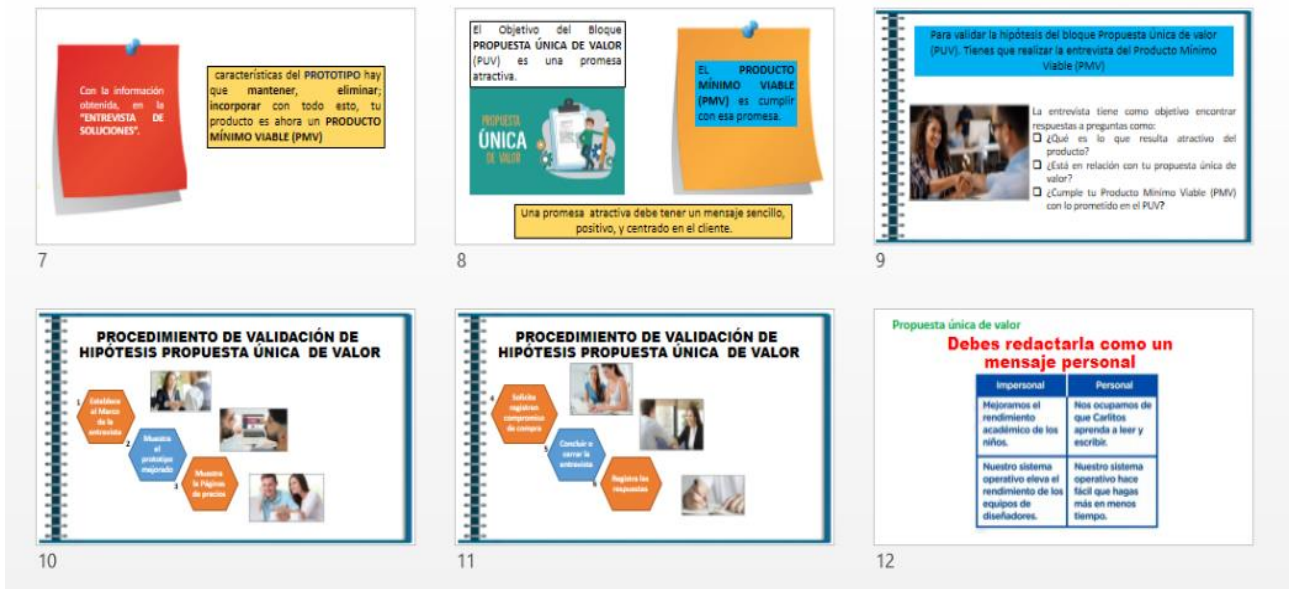 Con la información
obtenida, en la
"ENTREVISTA DE
SOLUCIONES".
características del PROTOTIPO hay
que mantener, eliminar;
incorporar con todo esto, tu
producto es ahora un PRODUCTO
MÍNIMO VIABLE (PMV)
7
El Objetivo del Bloque
PROPUESTA ÚNICA DE VALOR
(PUV) es una promesa
atractiva.
PROPUESTA
ÚNICA
DE VALOR
EL PRODUCTO
MÍNIMO VIABLE
(PMV) es cumplir
con esa promesa.
Una promesa atractiva debe tener un mensaje sencillo,
positivo, y centrado en el cliente.
8
Para validar la hipótesis del bloque Propuesta Única de valor
(PUV). Tienes que realizar la entrevista del Producto Mínimo
Viable (PMV)
La entrevista tiene como objetivo encontrar
respuestas a preguntas como:
¿Qué es lo que resulta atractivo del
producto?
¿Está en relación con tu propuesta única de
valor?
¿Cumple tu Producto Mínimo Viable (PMV)
con lo prometido en el PUV?
9
PROCEDIMIENTO DE VALIDACIÓN DE
HIPÓTESIS PROPUESTA ÚNICA DE VALOR
1
Establece
el Marco
de la
entrevista
2
Muestra
el
prototipo
mejorado
3
Muestra
la Páginas
de precios
10
PROCEDIMIENTO DE VALIDACIÓN DE
HIPÓTESIS PROPUESTA ÚNICA DE VALOR
4
Solicite
registren
compromiso
de compra
5
Concluir o
cerrar la
entrevista
6
Registra las
respuestas
11
Propuesta única de valor
Debes redactarla como un
mensaje personal
Impersonal Personal
Mejoramos el
rendimiento
académico de los
niños.
Nos ocupamos de
que Carlitos
aprenda a leer y
escribir.
Nuestro sistema
operativo eleva el
rendimiento de los
equipos de
diseñadores.
Nuestro sistema
operativo hace
fácil que hagas
más en menos
tiempo.
12